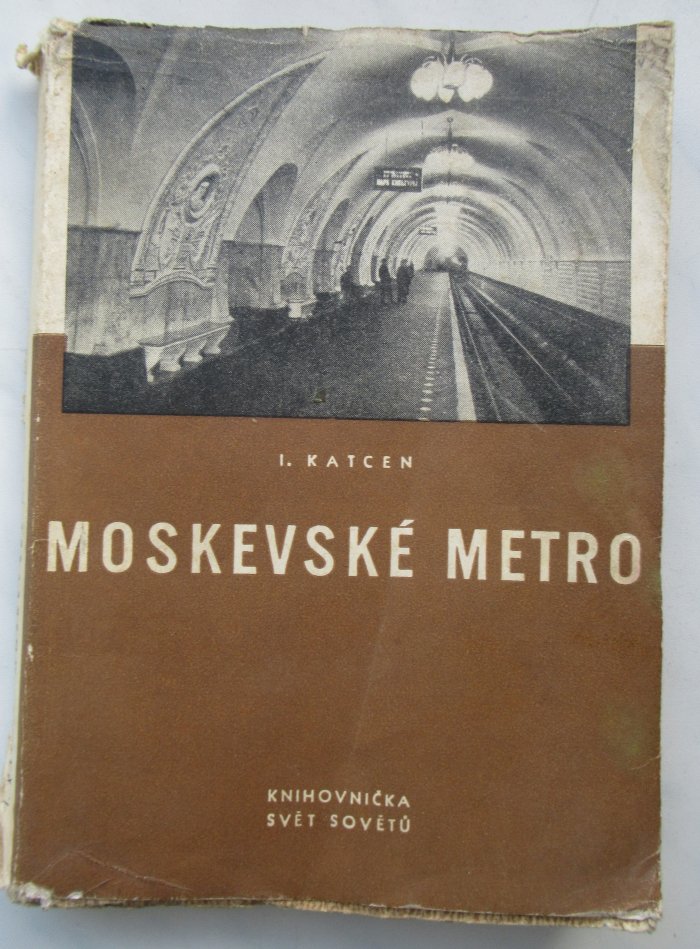 I. KATCEN
MOSKEVSKÉ METRO
KNIHOVNIČKA
SVĚT SOVĚTŮ